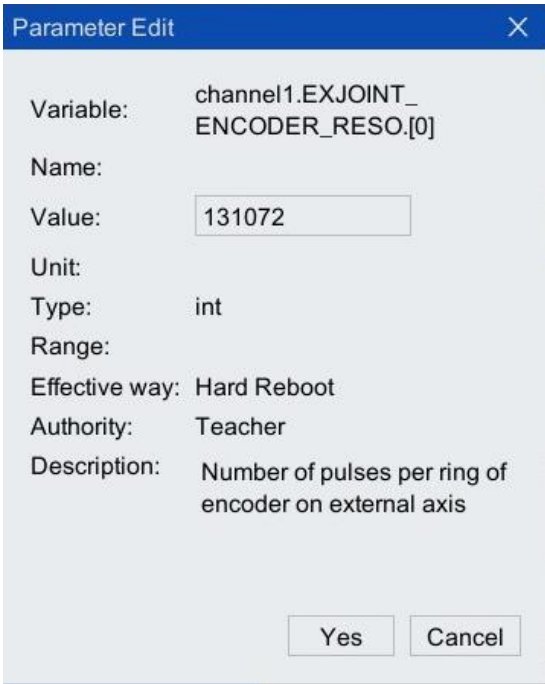 Parameter Edit
Variable: channel1.EXJOINT_
ENCODER_RESO.[0]
Name:
Value: 131072
Unit:
Type: int
Range:
Effective way: Hard Reboot
Authority: Teacher
Description: Number of pulses per ring of
encoder on external axis
Yes Cancel